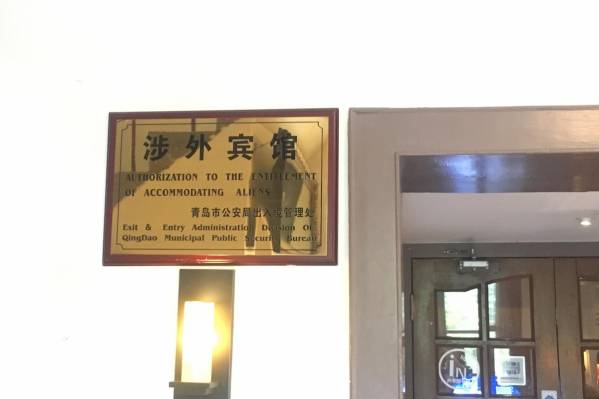 涉外宾馆
AUTHORIZATION TO THE ENTITLEMENT
OF ACCOMMODATING ALIENS
青岛市公安局出入境管理处
Exit & Entry Administration Division Of
QingDao Municipal Public Security Bureau
iN